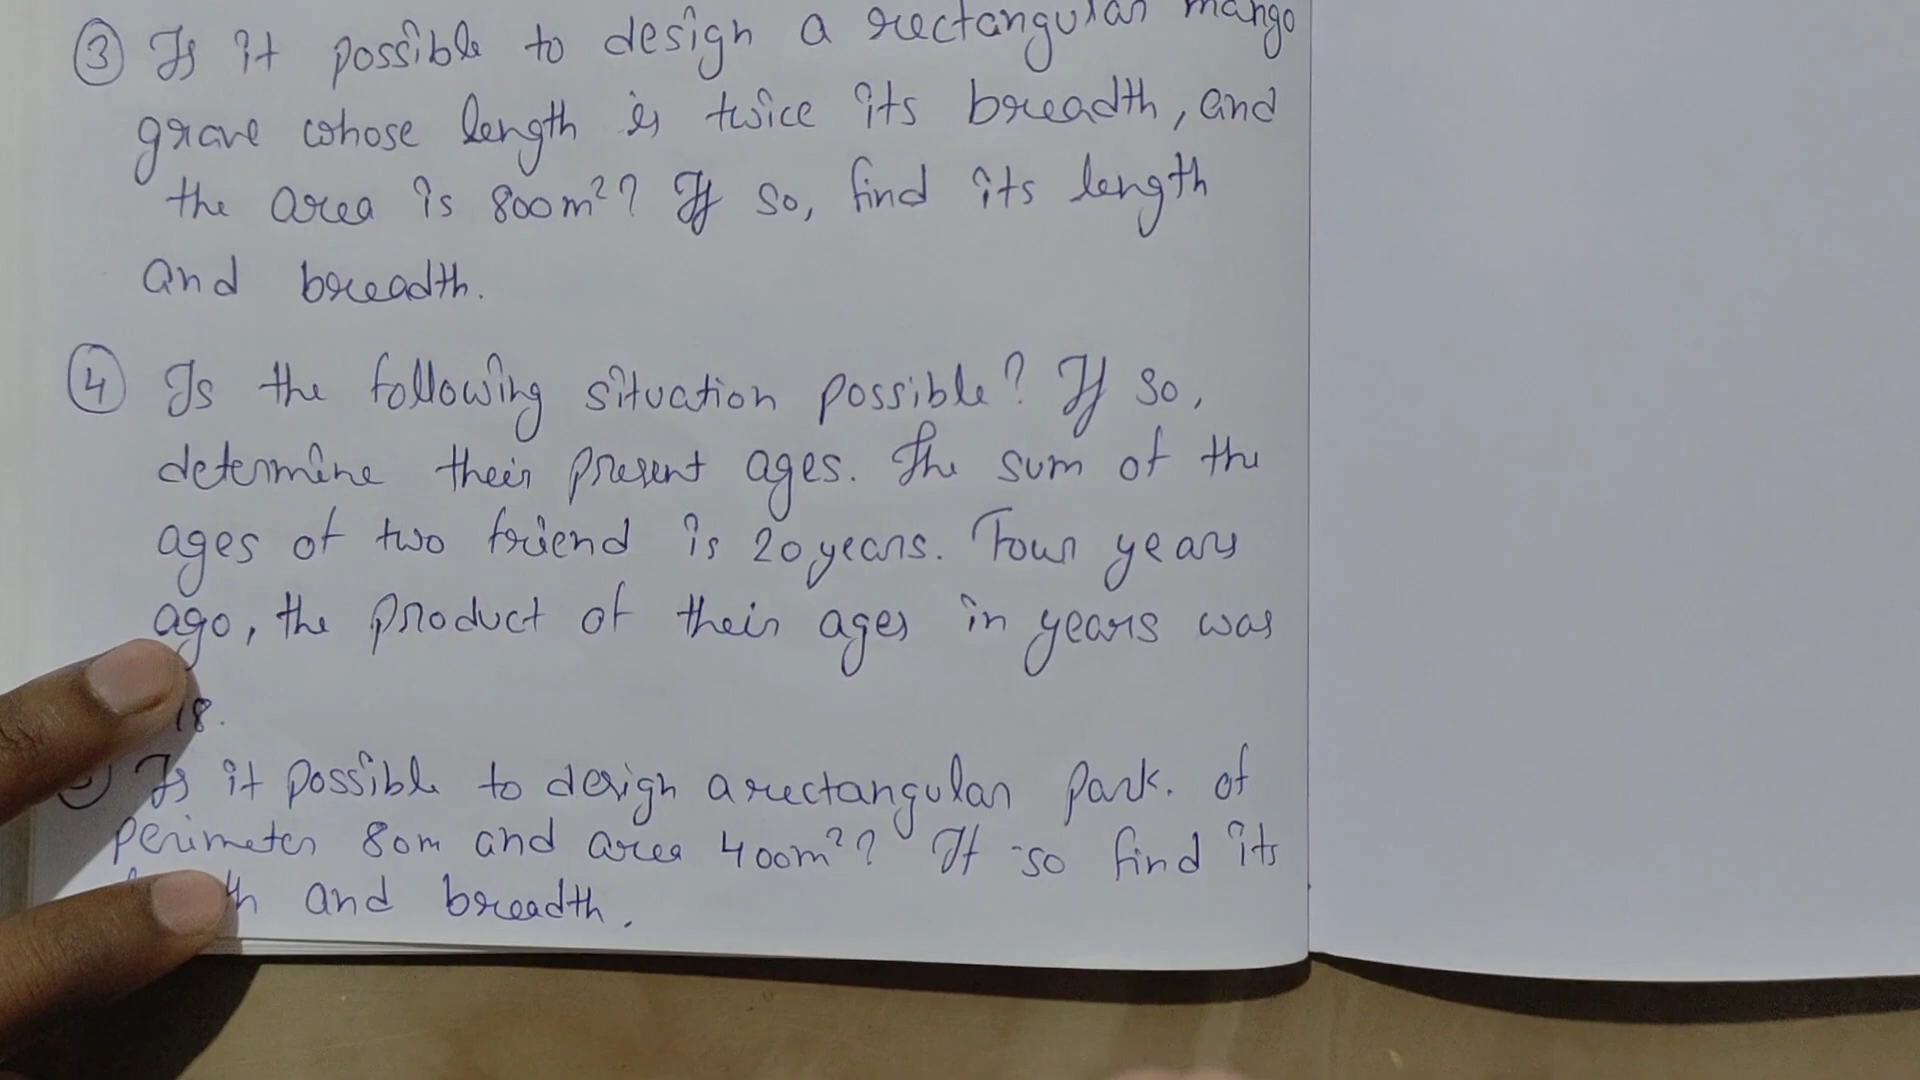 ③ Is it possible to design a rectangular mango
grave whose length is twice its breadth, and
the area is 800m²? If so, find its length
and breadth.
④ Is the following situation possible? If so,
determine their present ages. The sum of the
ages of two friend is 20 years. Four years
ago, the product of their ages in years was
18.
Is it possible to design a rectangular park. of
perimeter 80m and area 400m²? If so find its
and breadth.